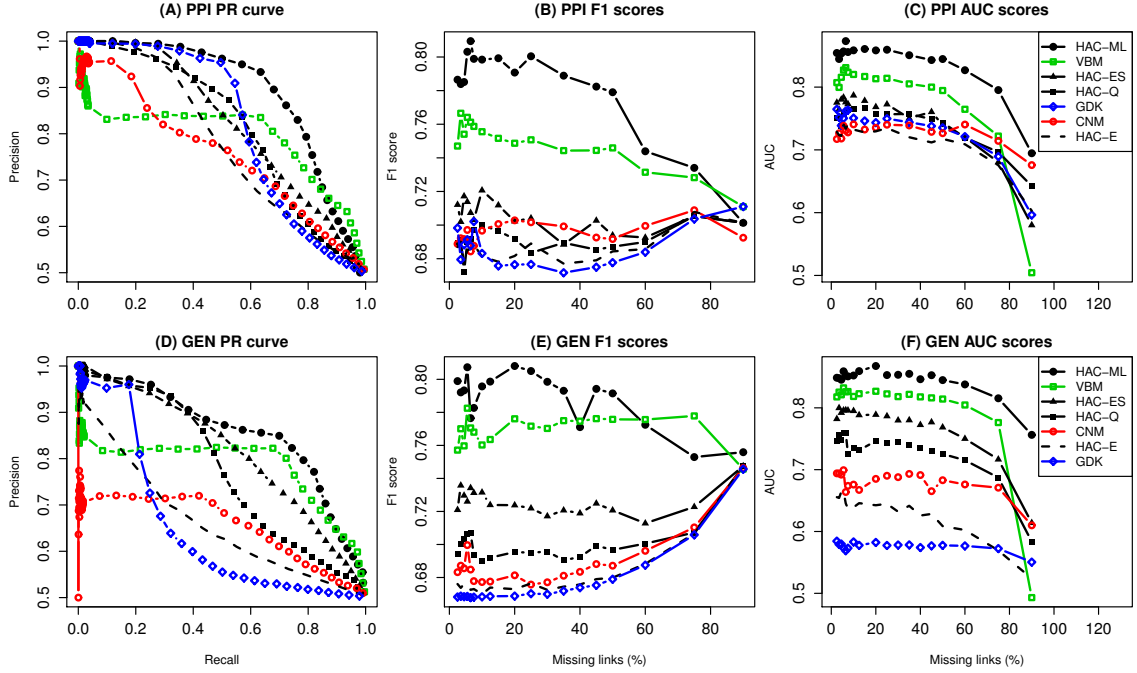 (A) PPI PR curve
Precision
0.5 0.6 0.7 0.8 0.9 1.0
0.0 0.2 0.4 0.6 0.8 1.0
(B) PPI F1 scores
F1 score
0.68 0.72 0.76 0.80
0 20 40 60 80
(C) PPI AUC scores
AUC
0.5 0.6 0.7 0.8
0 20 40 60 80 100 120
HAC−ML
VBM
HAC−ES
HAC−Q
GDK
CNM
HAC−E
(D) GEN PR curve
Precision
0.5 0.6 0.7 0.8 0.9 1.0
0.0 0.2 0.4 0.6 0.8 1.0
Recall
(E) GEN F1 scores
F1 score
0.68 0.72 0.76 0.80
0 20 40 60 80
Missing links (%)
(F) GEN AUC scores
AUC
0.5 0.6 0.7 0.8
0 20 40 60 80 100 120
Missing links (%)
HAC−ML
VBM
HAC−ES
HAC−Q
CNM
HAC−E
GDK